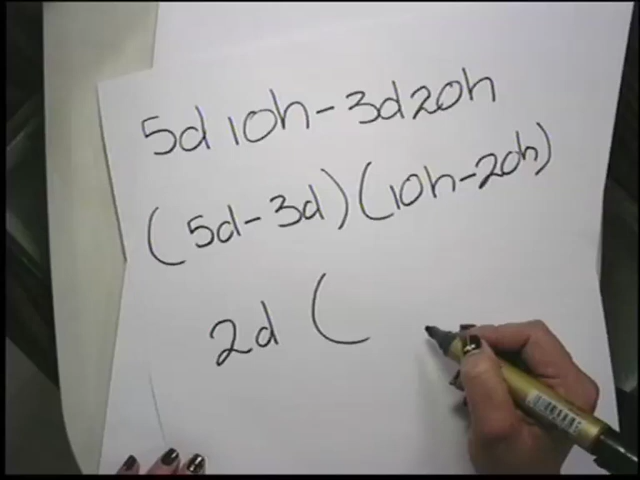 5d 10h - 3d 20h
(5d - 3d) (10h - 20h)
2d (